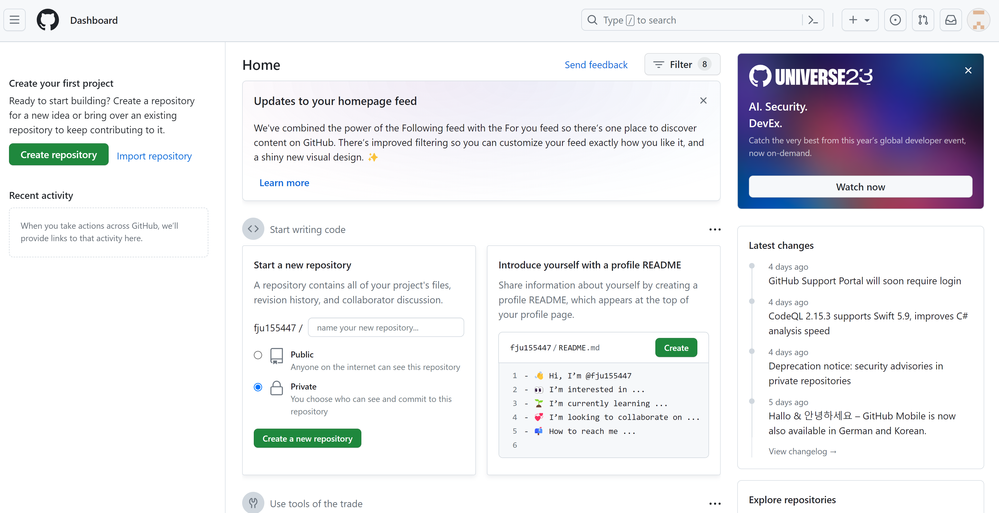 Dashboard
Type / to search
Create your first project
Ready to start building? Create a repository
for a new idea or bring over an existing
repository to keep contributing to it.
Create repository
Import repository
Recent activity
When you take actions across GitHub, we’ll
provide links to that activity here.
Home
Send feedback
Filter 8
Updates to your homepage feed
We've combined the power of the Following feed with the For you feed so there’s one place to discover
content on GitHub. There’s improved filtering so you can customize your feed exactly how you like it, and
a shiny new visual design. ✨
Learn more
Start writing code
Start a new repository
A repository contains all of your project's files,
revision history, and collaborator discussion.
fju155447 / name your new repository...
Public
Anyone on the internet can see this repository
Private
You choose who can see and commit to this
repository
Create a new repository
Introduce yourself with a profile README
Share information about yourself by creating a
profile README, which appears at the top of
your profile page.
fju155447 / README.md
Create
1 - 👋 Hi, I’m @fju155447
2 - 👀 I’m interested in ...
3 - 🌱 I’m currently learning ...
4 - 💞️ I’m looking to collaborate on ...
5 - 📫 How to reach me ...
6
Use tools of the trade
UNIVERSE23
AI. Security.
DevEx.
Catch the very best from this year’s global developer event,
now on-demand.
Watch now
Latest changes
4 days ago
GitHub Support Portal will soon require login
4 days ago
CodeQL 2.15.3 supports Swift 5.9, improves C#
analysis speed
4 days ago
Deprecation notice: security advisories in
private repositories
5 days ago
Hallo & 안녕하세요 – GitHub Mobile is now
also available in German and Korean.
View changelog →
Explore repositories